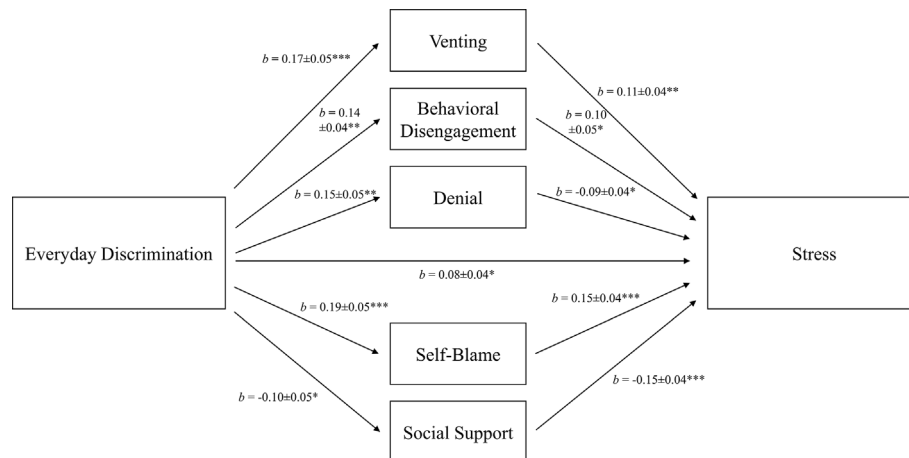 Venting
b = 0.17±0.05***
b = 0.11±0.04**
b = 0.14
±0.04**
Behavioral
Disengagement
b = 0.10
±0.05*
b = 0.15±0.05**
Denial
b = -0.09±0.04*
Everyday Discrimination
Stress
b = 0.08±0.04*
b = 0.19±0.05***
b = 0.15±0.04***
Self-Blame
b = -0.10±0.05*
b = -0.15±0.04***
Social Support